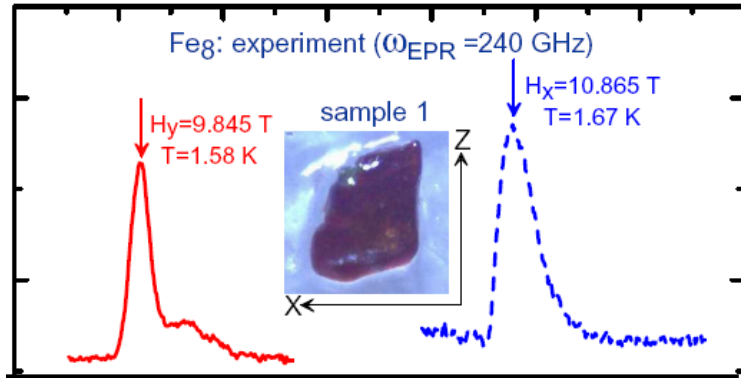 Fe8: experiment (ωEPR =240 GHz)
Hx=10.865 T
T=1.67 K
sample 1
Hy=9.845 T
T=1.58 K
Z
X